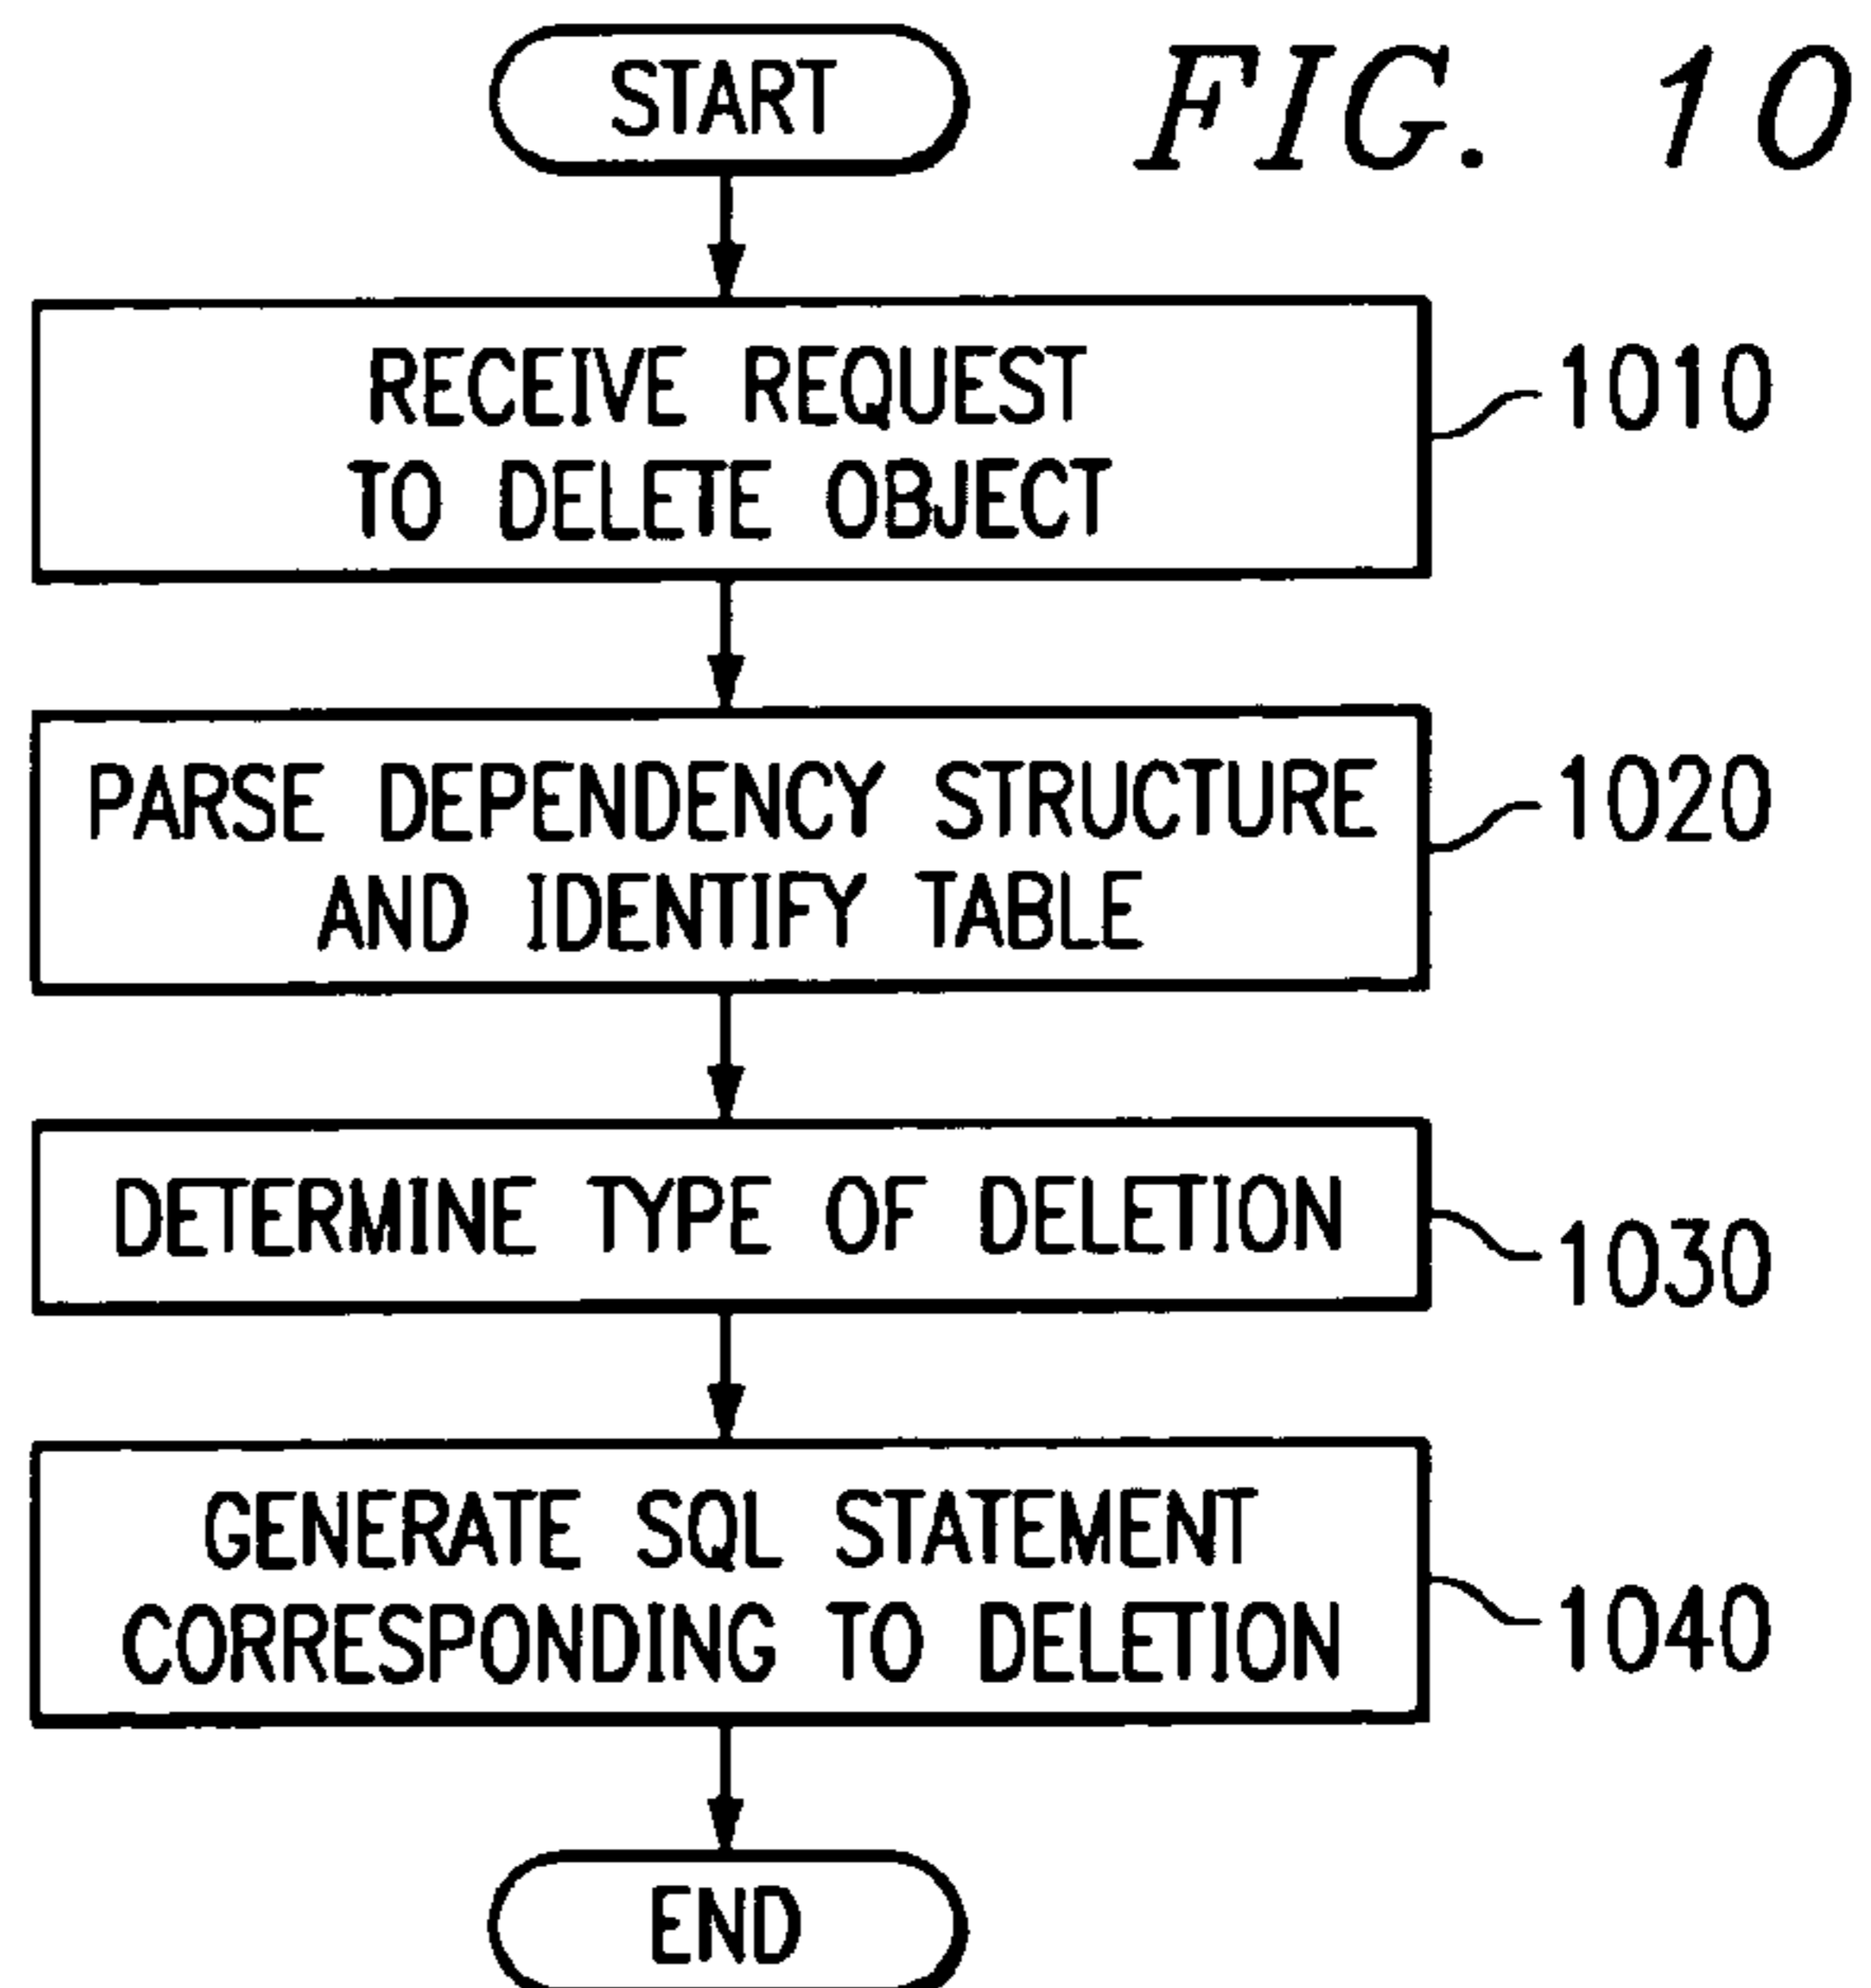 START
FIG. 10
RECEIVE REQUEST
TO DELETE OBJECT
1010
PARSE DEPENDENCY STRUCTURE
AND IDENTIFY TABLE
1020
DETERMINE TYPE OF DELETION
1030
GENERATE SQL STATEMENT
CORRESPONDING TO DELETION
1040
END